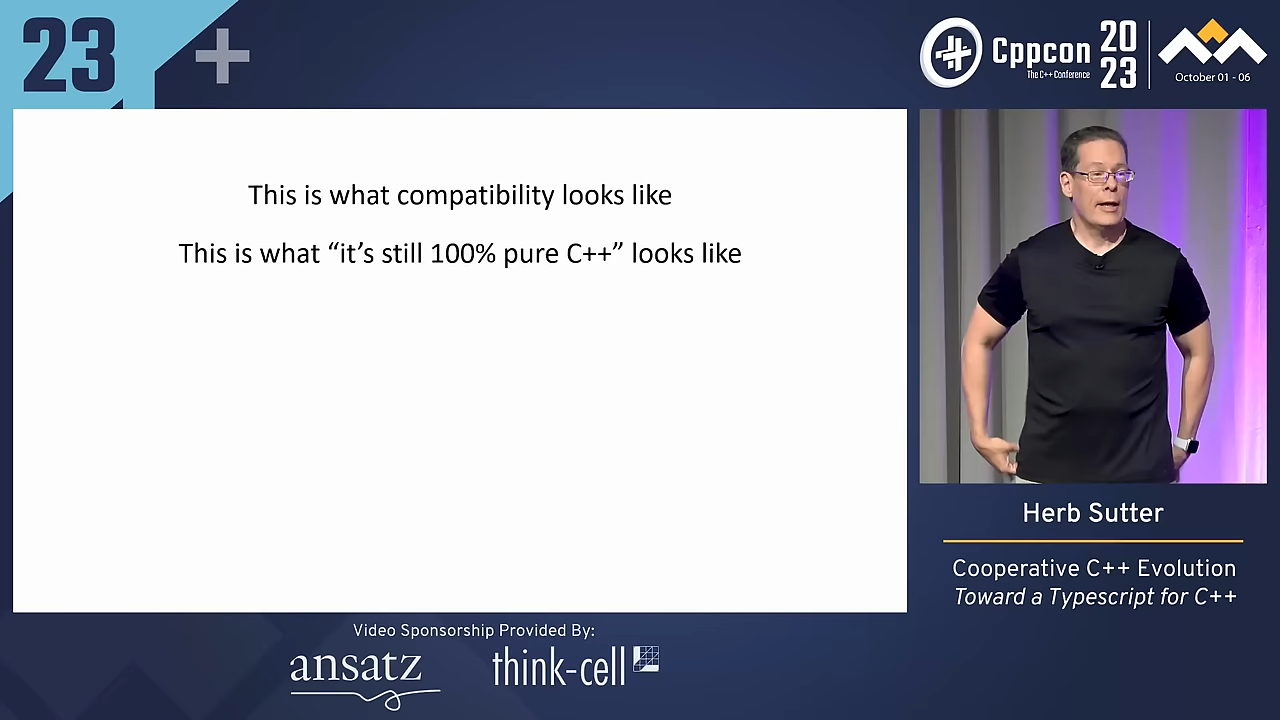 23
Cppcon
The C++ Conference
20
23
October 01 - 06
This is what compatibility looks like
This is what “it’s still 100% pure C++” looks like
Herb Sutter
Cooperative C++ Evolution
Toward a Typescript for C++
Video Sponsorship Provided By:
ansatz
think-cell